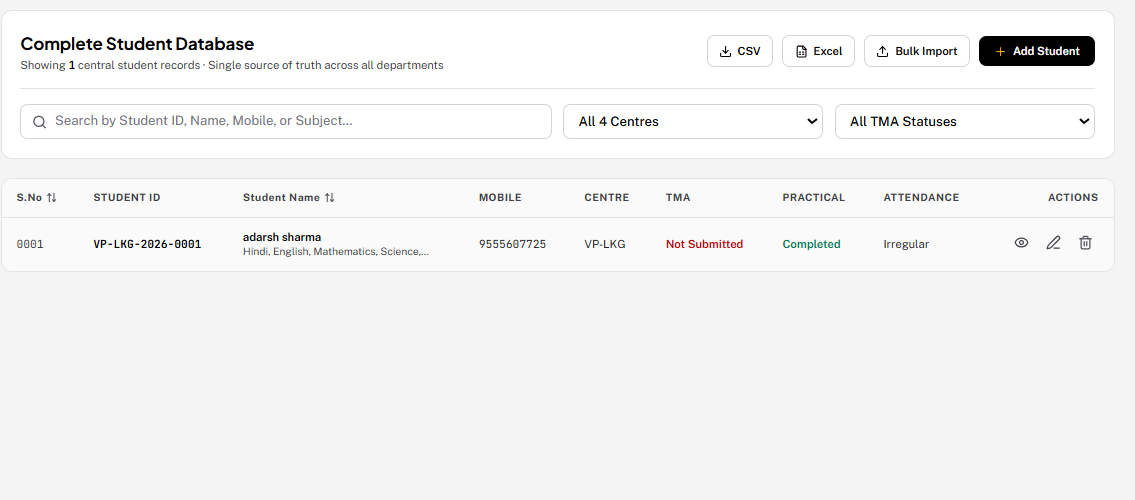 Complete Student Database
Showing 1 central student records · Single source of truth across all departments
CSV
Excel
Bulk Import
+ Add Student
Search by Student ID, Name, Mobile, or Subject...
All 4 Centres
All TMA Statuses
S.No STUDENT ID Student Name MOBILE CENTRE TMA PRACTICAL ATTENDANCE ACTIONS
0001 VP-LKG-2026-0001 adarsh sharma 9555607725 VP-LKG Not Submitted Completed Irregular
Hindi, English, Mathematics, Science,...